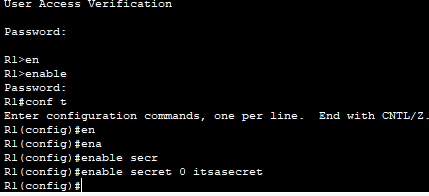 User Access Verification
Password:
R1>en
R1>enable
Password:
R1#conf t
Enter configuration commands, one per line.  End with CNTL/Z.
R1(config)#en
R1(config)#ena
R1(config)#enable secr
R1(config)#enable secret 0 itsasecret
R1(config)#